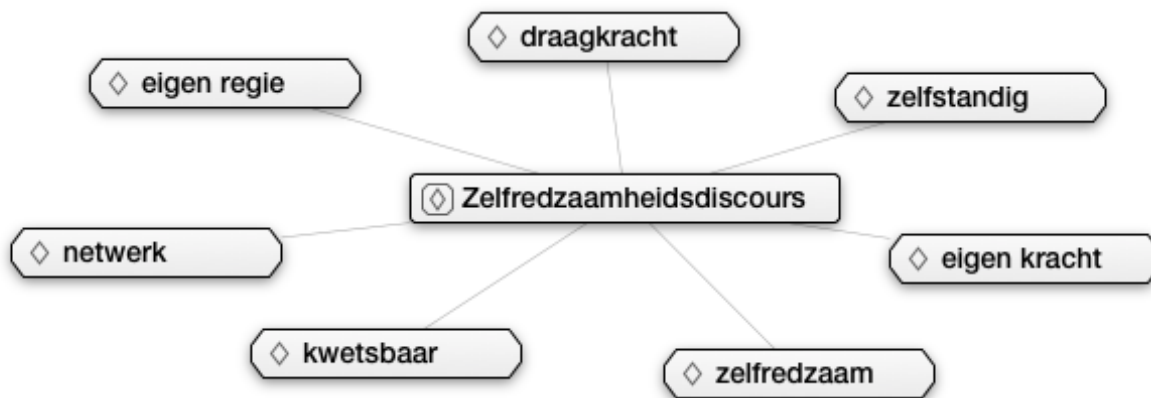 draagkracht
eigen regie
zelfstandig
Zelfredzaamheidsdiscours
netwerk
eigen kracht
kwetsbaar
zelfredzaam